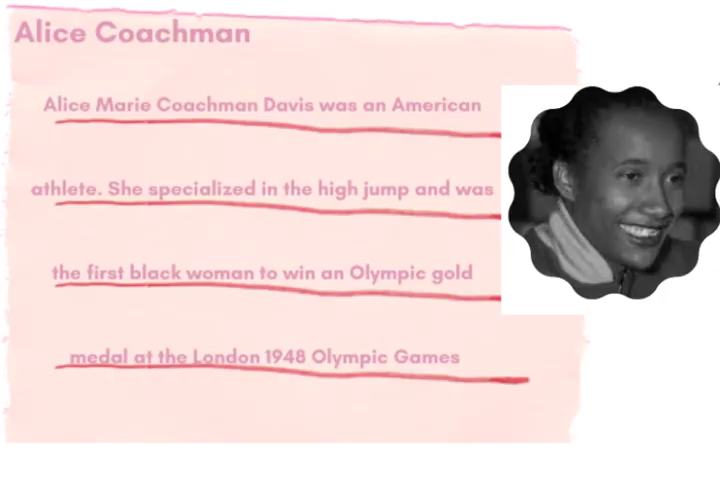 Alice Coachman
Alice Marie Coachman Davis was an American
athlete. She specialized in the high jump and was
the first black woman to win an Olympic gold
medal at the London 1948 Olympic Games